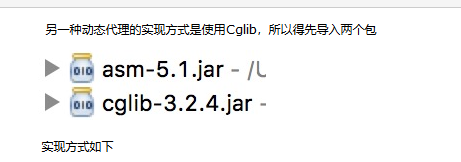 另一种动态代理的实现方式是使用Cglib，所以得先导入两个包
asm-5.1.jar - /U
cglib-3.2.4.jar -
实现方式如下